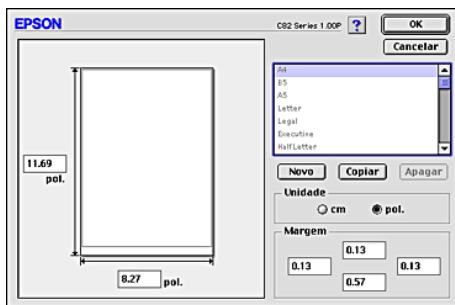 EPSON
C82 Series 1.00P
?
OK
Cancelar
A4
B5
A5
Letter
Legal
Executive
HalfLetter
11.69
pol.
8.27 pol.
Novo Copiar Apagar
Unidade
cm pol.
Margem
0.13
0.13 0.13
0.57